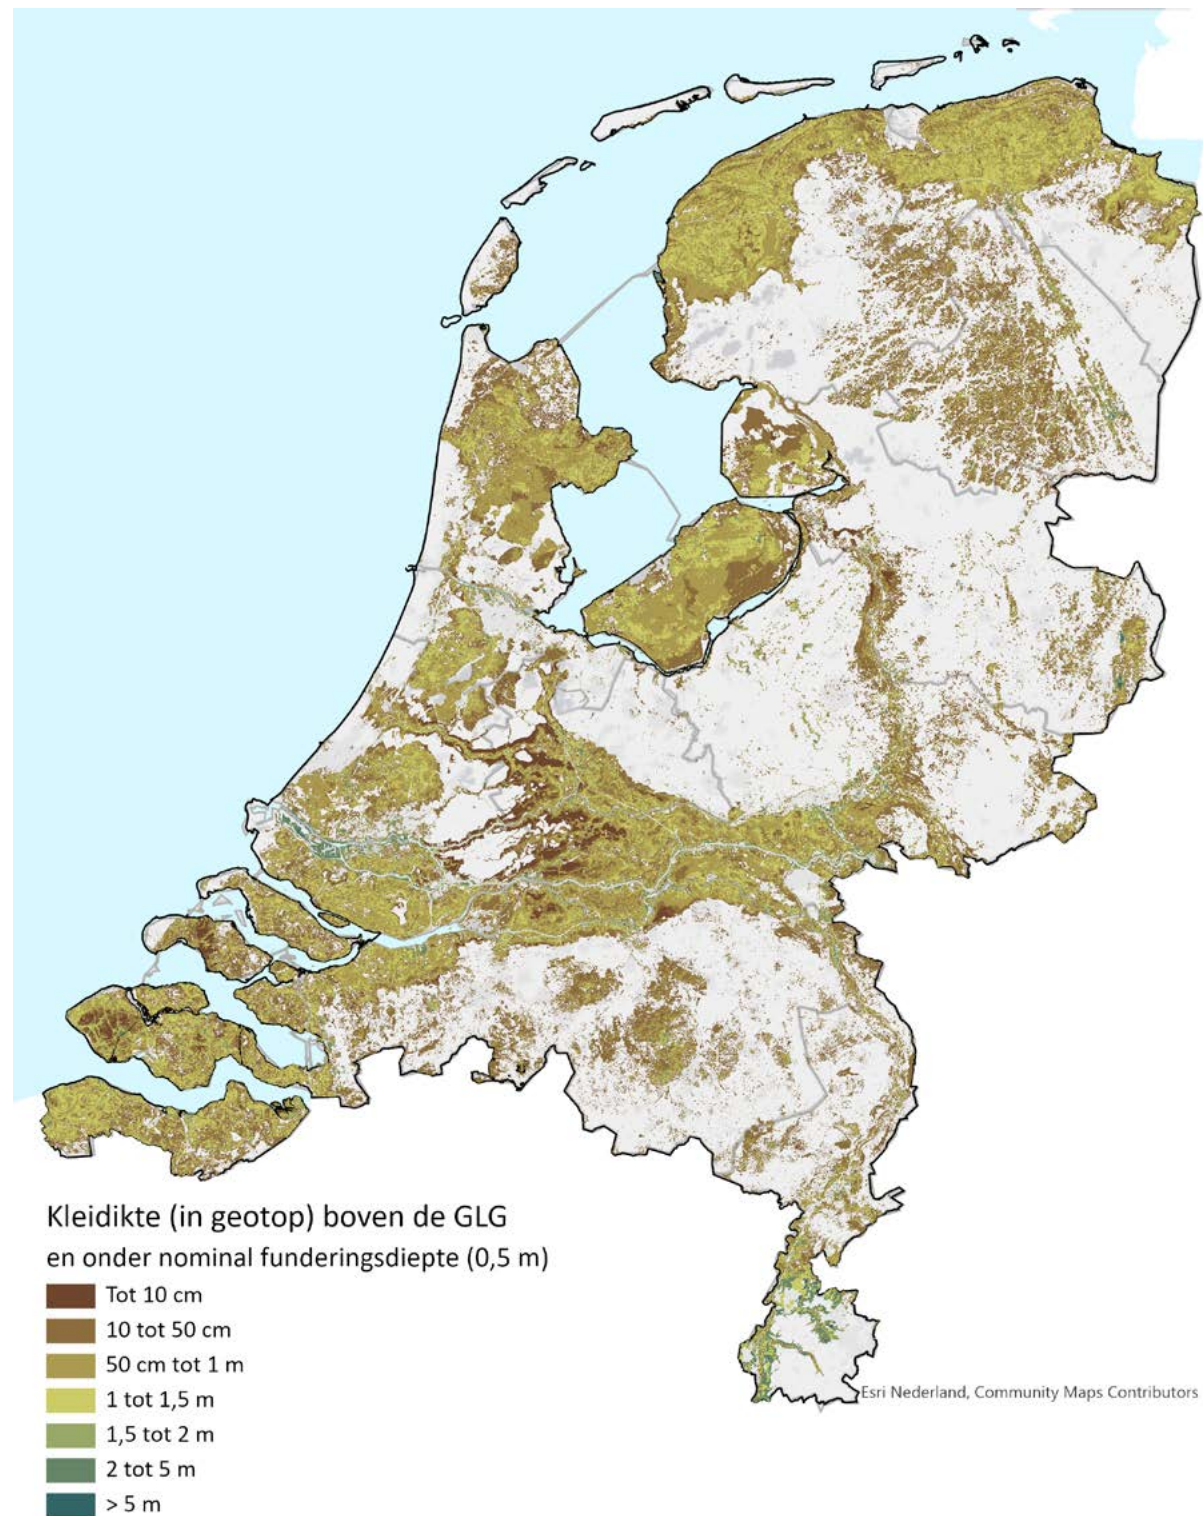 Kleidikte (in geotop) boven de GLG
en onder nominal funderingsdiepte (0,5 m)
Tot 10 cm
10 tot 50 cm
50 cm tot 1 m
1 tot 1,5 m
1,5 tot 2 m
2 tot 5 m
> 5 m
Esri Nederland, Community Maps Contributors